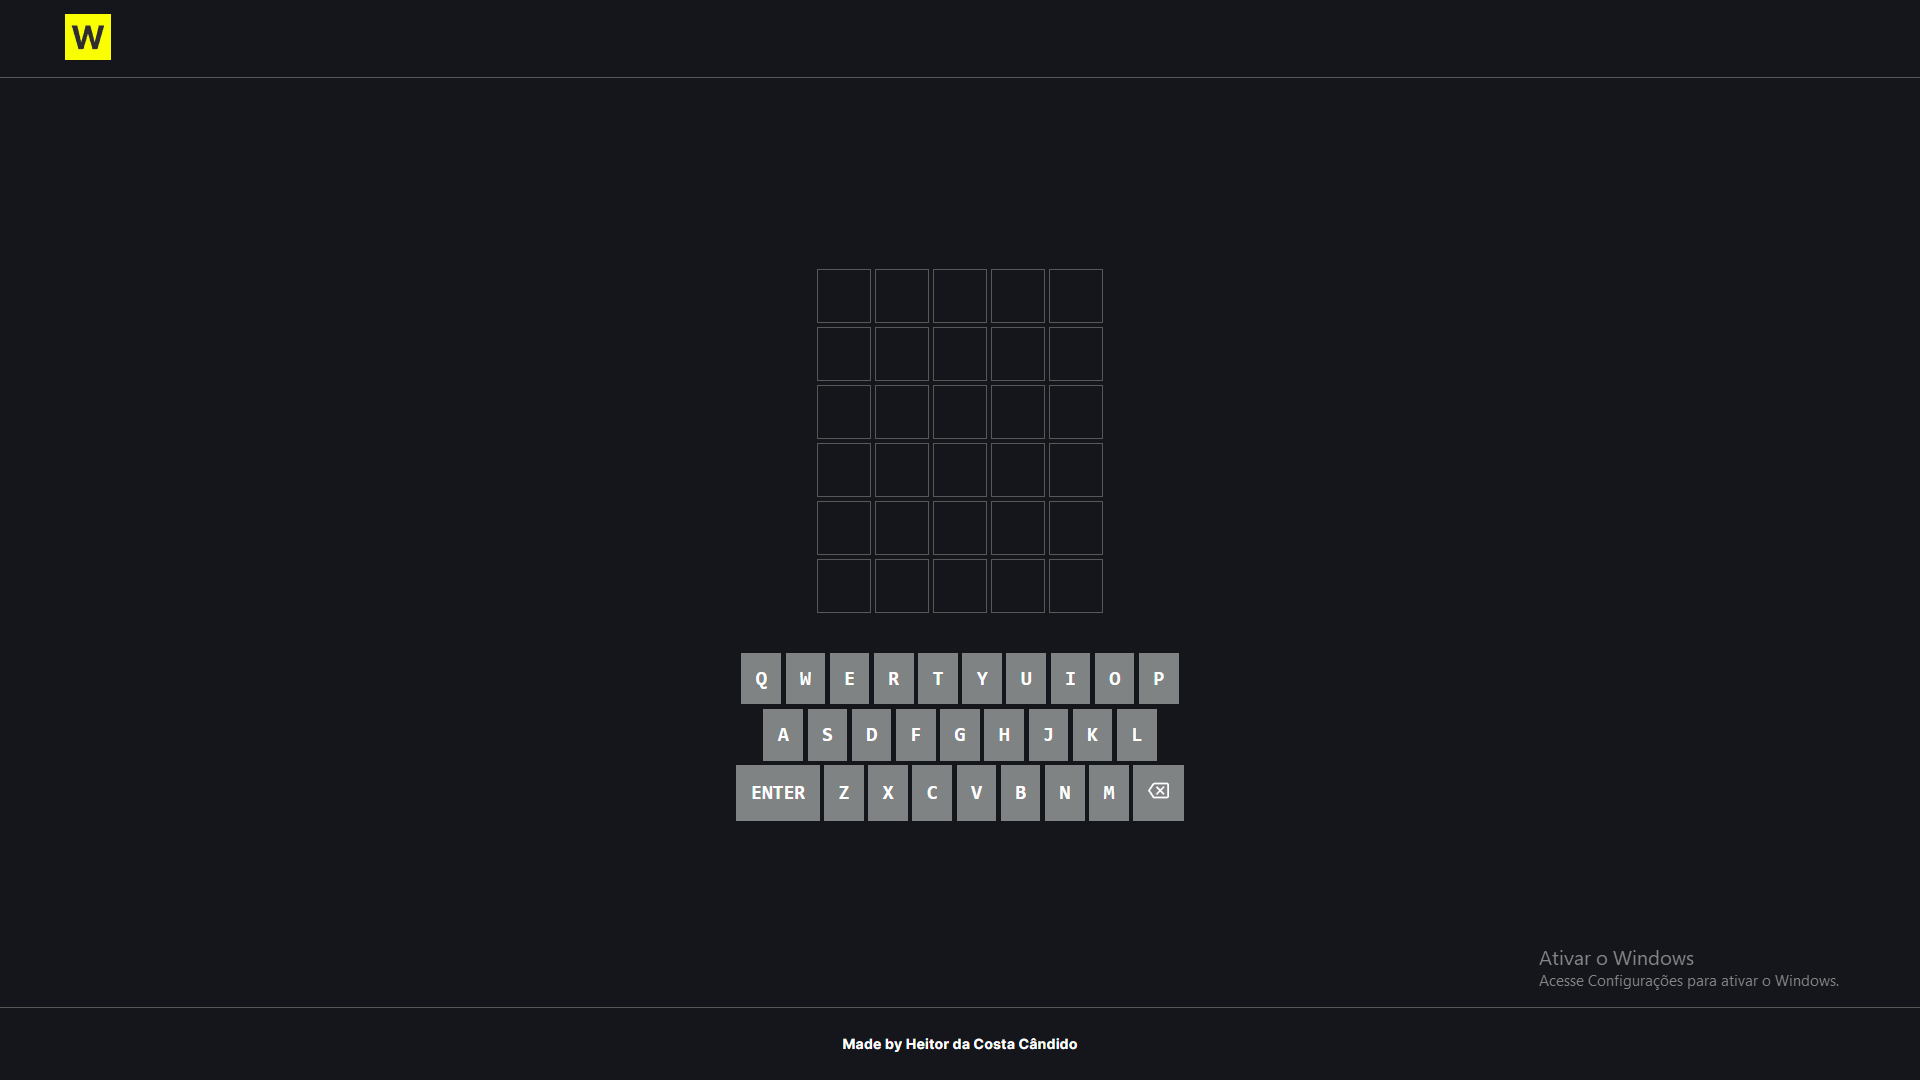 W
Q W E R T Y U I O P
A S D F G H J K L
ENTER Z X C V B N M
Ativar o Windows
Acesse Configurações para ativar o Windows.
Made by Heitor da Costa Cândido